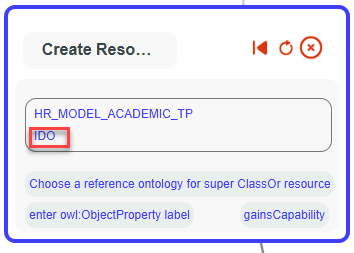 Create Reso…
HR_MODEL_ACADEMIC_TP
IDO
Choose a reference ontology for super ClassOr resource
enter owl:ObjectProperty label
gainsCapability